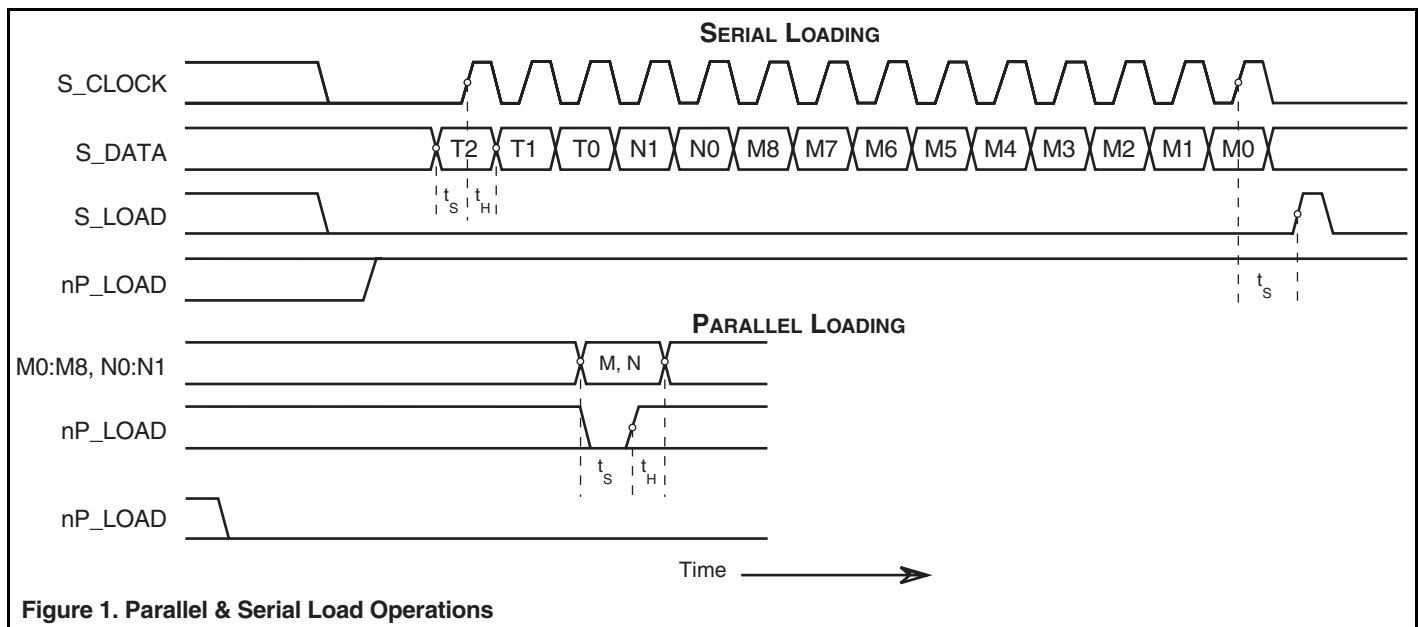 SERIAL LOADING
S_CLOCK
S_DATA T2 T1 T0 N1 N0 M8 M7 M6 M5 M4 M3 M2 M1 M0
tS tH
S_LOAD
nP_LOAD
tS
PARALLEL LOADING
M0:M8, N0:N1 M, N
nP_LOAD
tS tH
nP_LOAD
Time
Figure 1. Parallel & Serial Load Operations